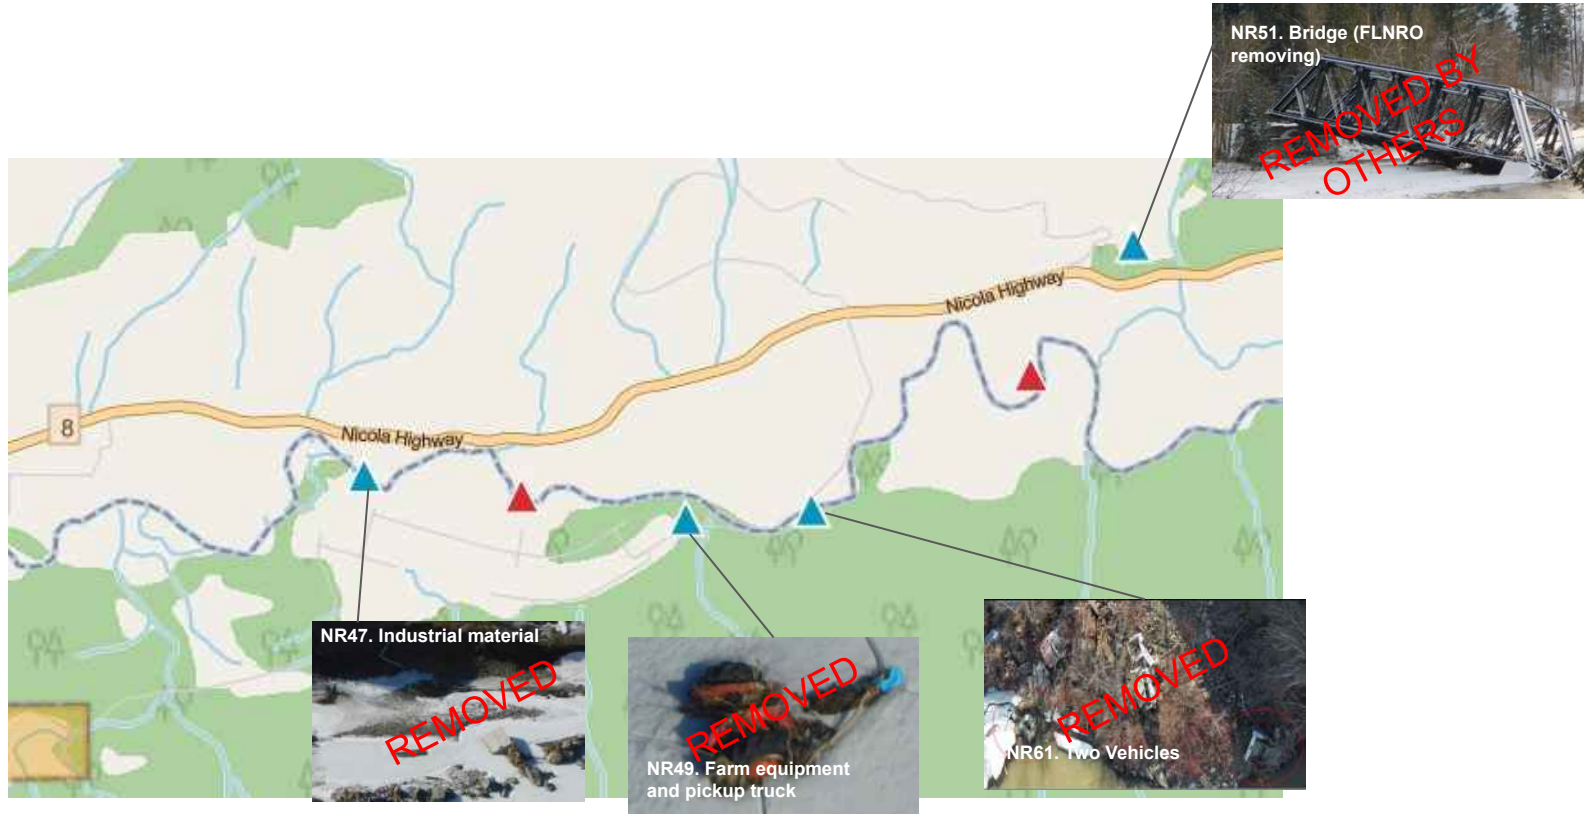 NR51. Bridge (FLNRO
removing)
REMOVED BY
OTHERS
Nicola Highway
8
Nicola Highway
NR47. Industrial material
REMOVED
REMOVED
NR49. Farm equipment
and pickup truck
REMOVED
NR61. Two Vehicles